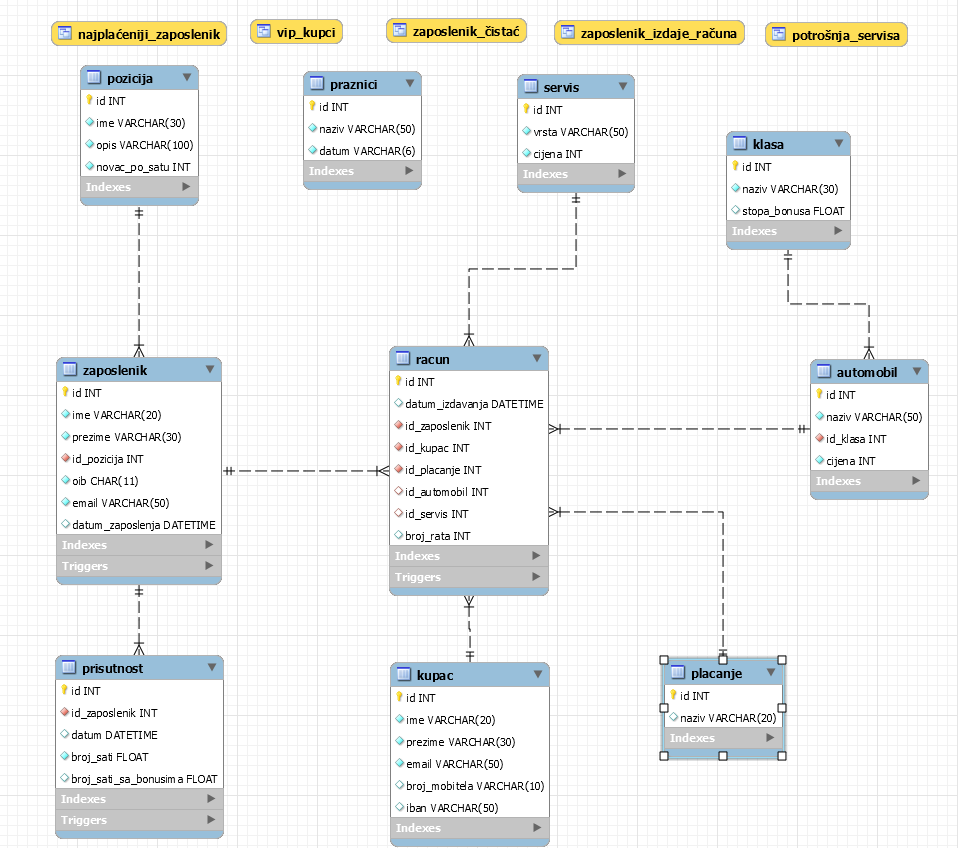 najplaćeniji_zaposlenik
vip_kupci
zaposlenik_čistać
zaposlenik_izdaje_računa
potrošnja_servisa
pozicija
id INT
ime VARCHAR(30)
opis VARCHAR(100)
novac_po_satu INT
Indexes
praznici
id INT
naziv VARCHAR(50)
datum VARCHAR(6)
Indexes
servis
id INT
vrsta VARCHAR(50)
cijena INT
Indexes
klasa
id INT
naziv VARCHAR(30)
stopa_bonusa FLOAT
Indexes
zaposlenik
id INT
ime VARCHAR(20)
prezime VARCHAR(30)
id_pozicija INT
oib CHAR(11)
email VARCHAR(50)
datum_zaposlenja DATETIME
Indexes
Triggers
racun
id INT
datum_izdavanja DATETIME
id_zaposlenik INT
id_kupac INT
id_placanje INT
id_automobil INT
id_servis INT
broj_rata INT
Indexes
Triggers
automobil
id INT
naziv VARCHAR(50)
id_klasa INT
cijena INT
Indexes
prisutnost
id INT
id_zaposlenik INT
datum DATETIME
broj_sati FLOAT
broj_sati_sa_bonusima FLOAT
Indexes
Triggers
kupac
id INT
ime VARCHAR(20)
prezime VARCHAR(30)
email VARCHAR(50)
broj_mobitela VARCHAR(10)
iban VARCHAR(50)
Indexes
placanje
id INT
naziv VARCHAR(20)
Indexes